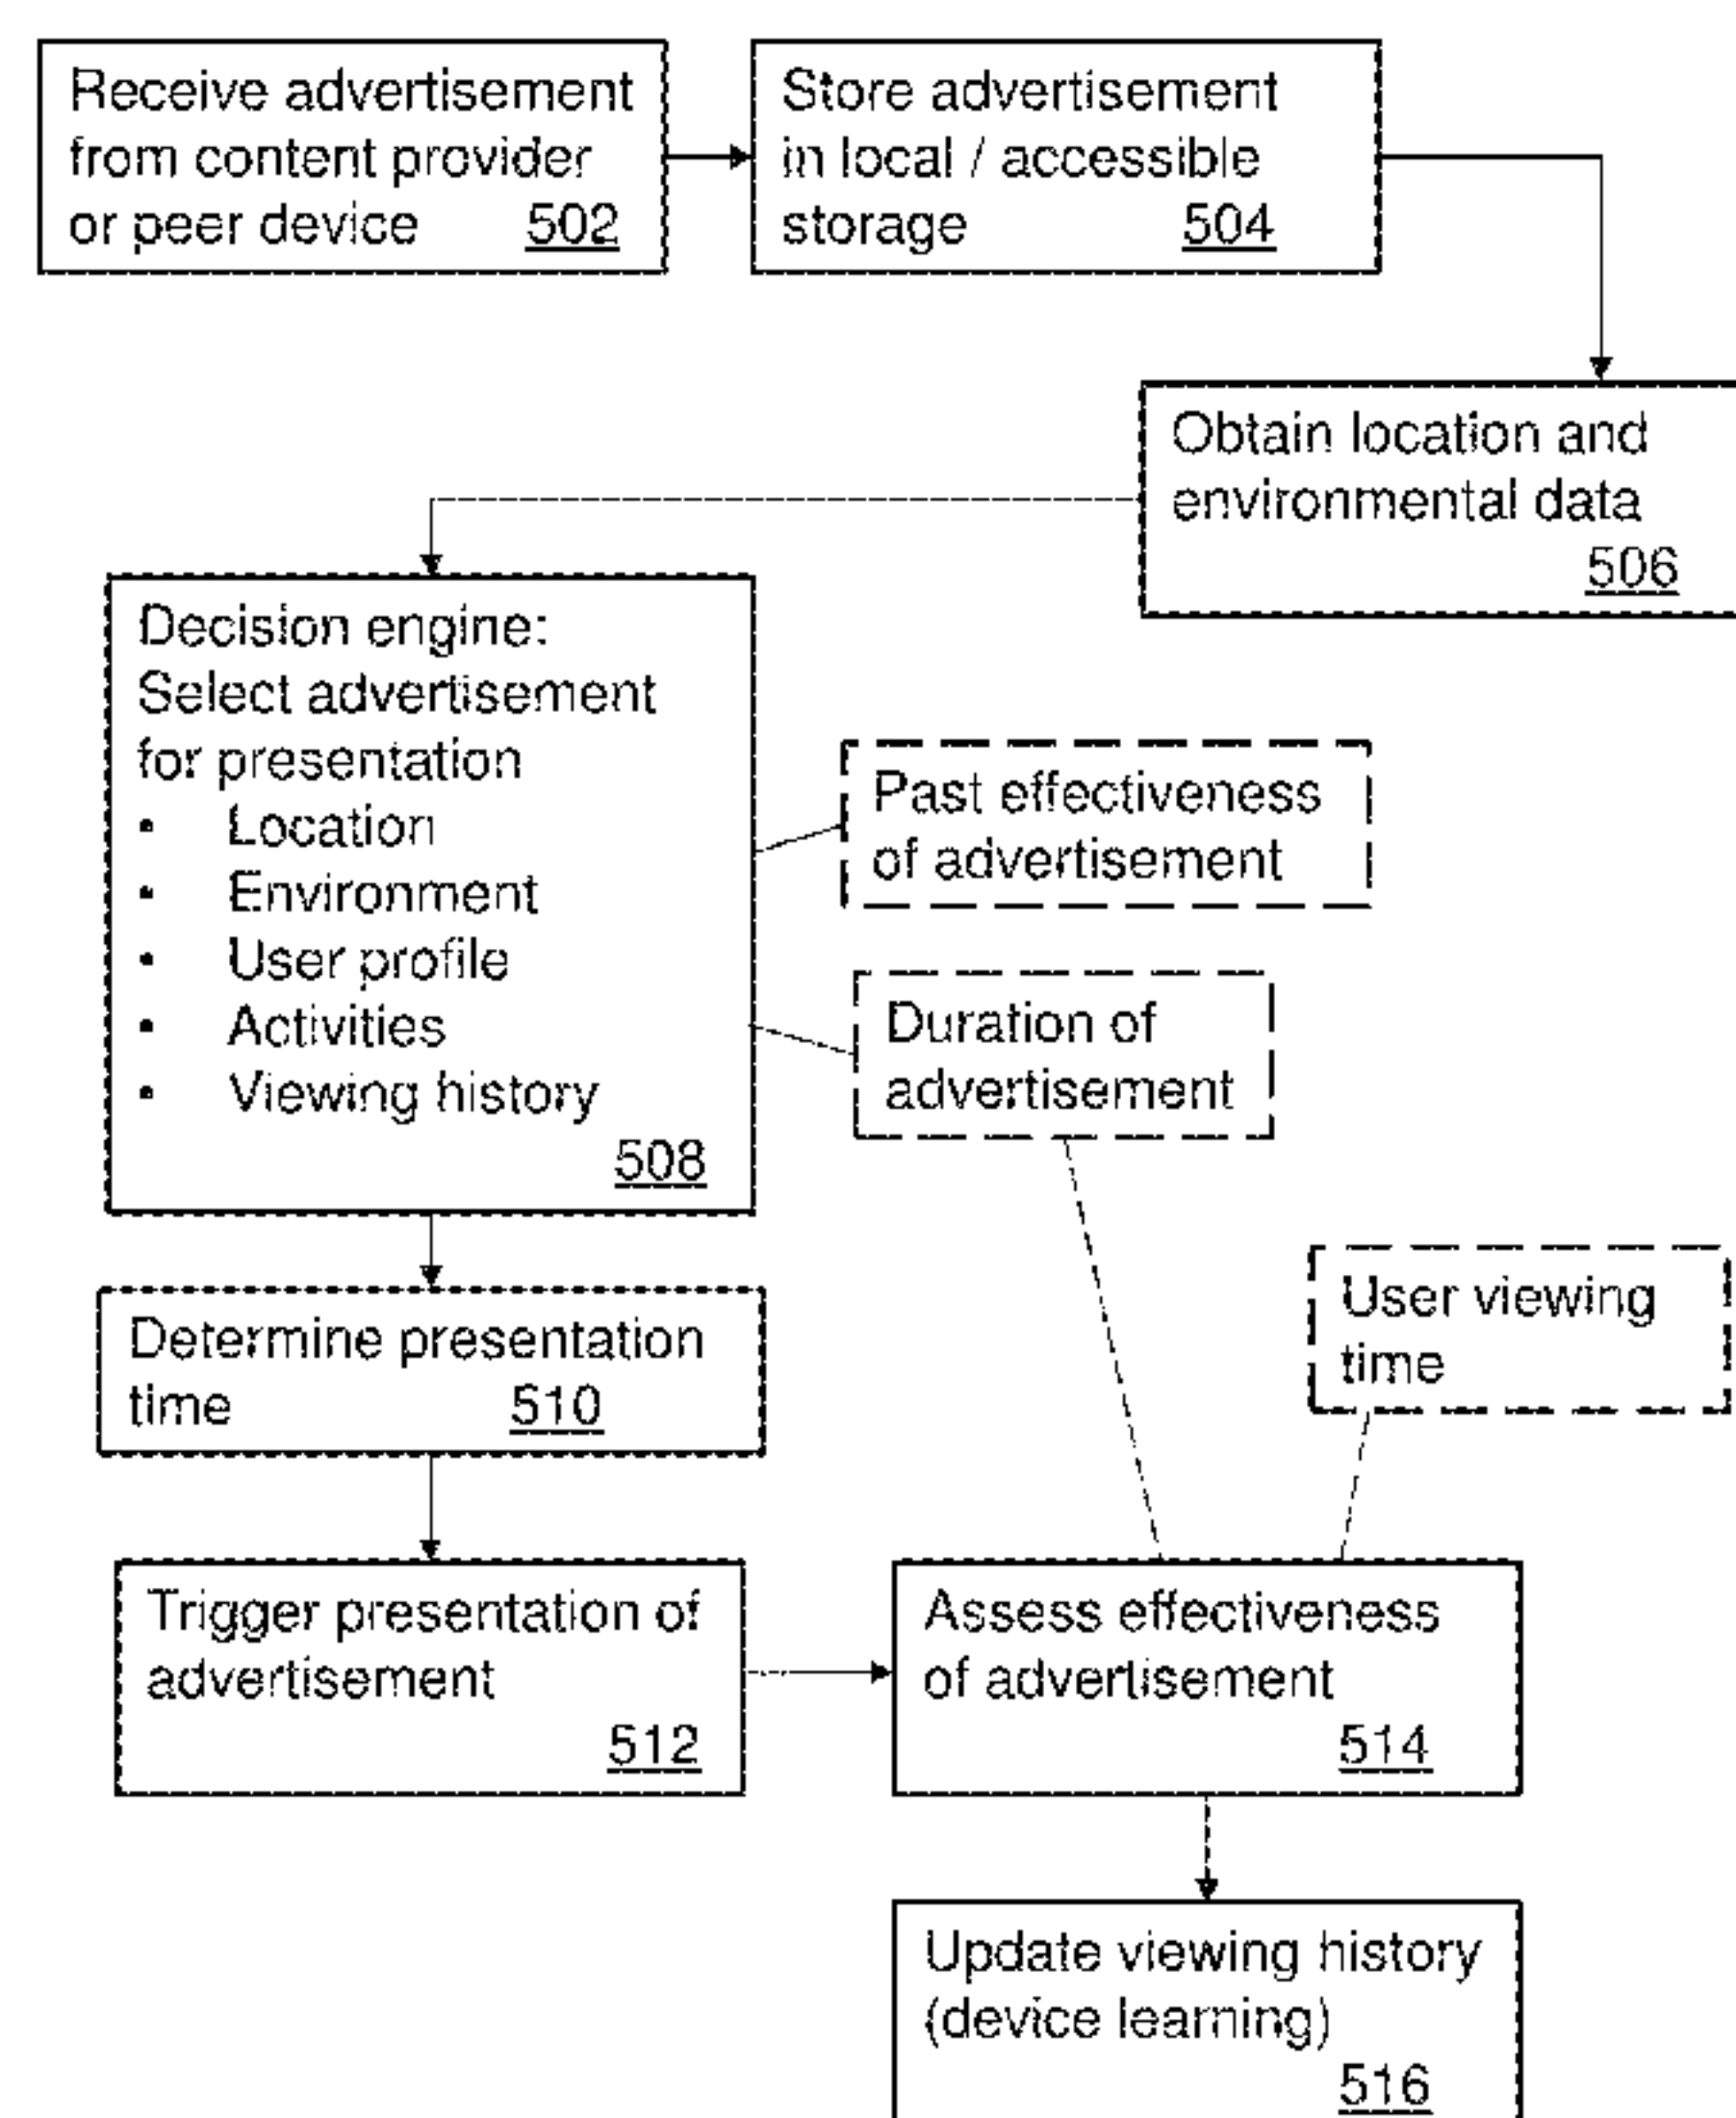 Receive advertisement
from content provider
or peer device 502
Store advertisement
in local / accessible
storage 504
Obtain location and
environmental data
506
Decision engine:
Select advertisement
for presentation
• Location
• Environment
• User profile
• Activities
• Viewing history
508
Past effectiveness
of advertisement
Duration of
advertisement
Determine presentation
time 510
User viewing
time
Trigger presentation of
advertisement
512
Assess effectiveness
of advertisement
514
Update viewing history
(device learning)
516